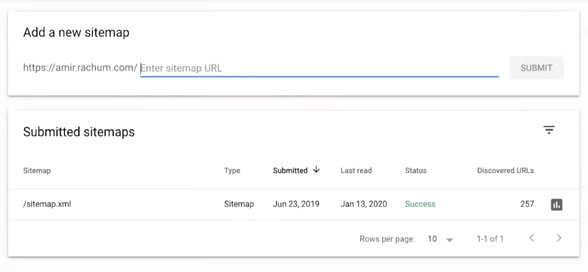 Add a new sitemap
https://amir.rachum.com/ Enter sitemap URL SUBMIT
Submitted sitemaps
Sitemap Type Submitted Last read Status Discovered URLs
/sitemap.xml Sitemap Jun 23, 2019 Jan 13, 2020 Success 257
Rows per page: 10 1-1 of 1